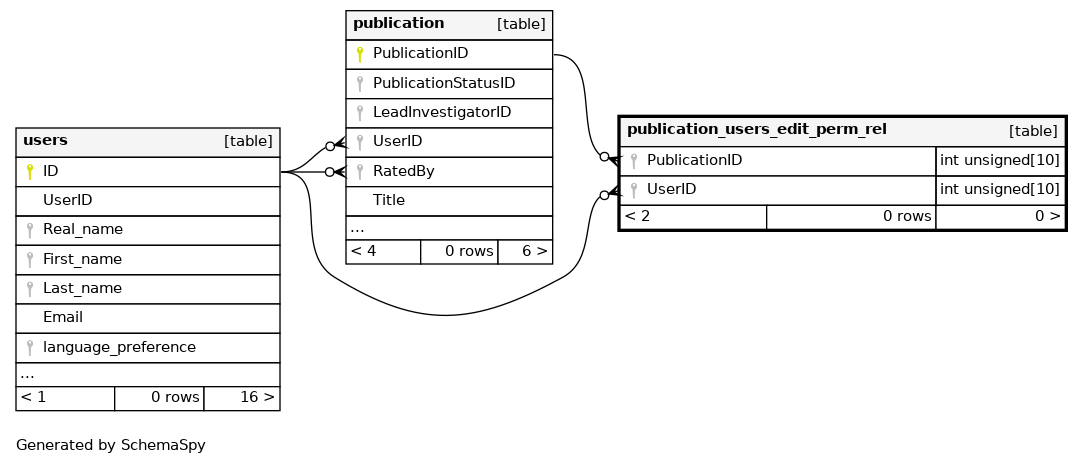 publication [table]
PublicationID
PublicationStatusID
LeadInvestigatorID
UserID
RatedBy
Title
...
< 4 0 rows 6 >
users [table]
ID
UserID
Real_name
First_name
Last_name
Email
language_preference
...
< 1 0 rows 16 >
publication_users_edit_perm_rel [table]
PublicationID int unsigned[10]
UserID int unsigned[10]
< 2 0 rows 0 >
Generated by SchemaSpy